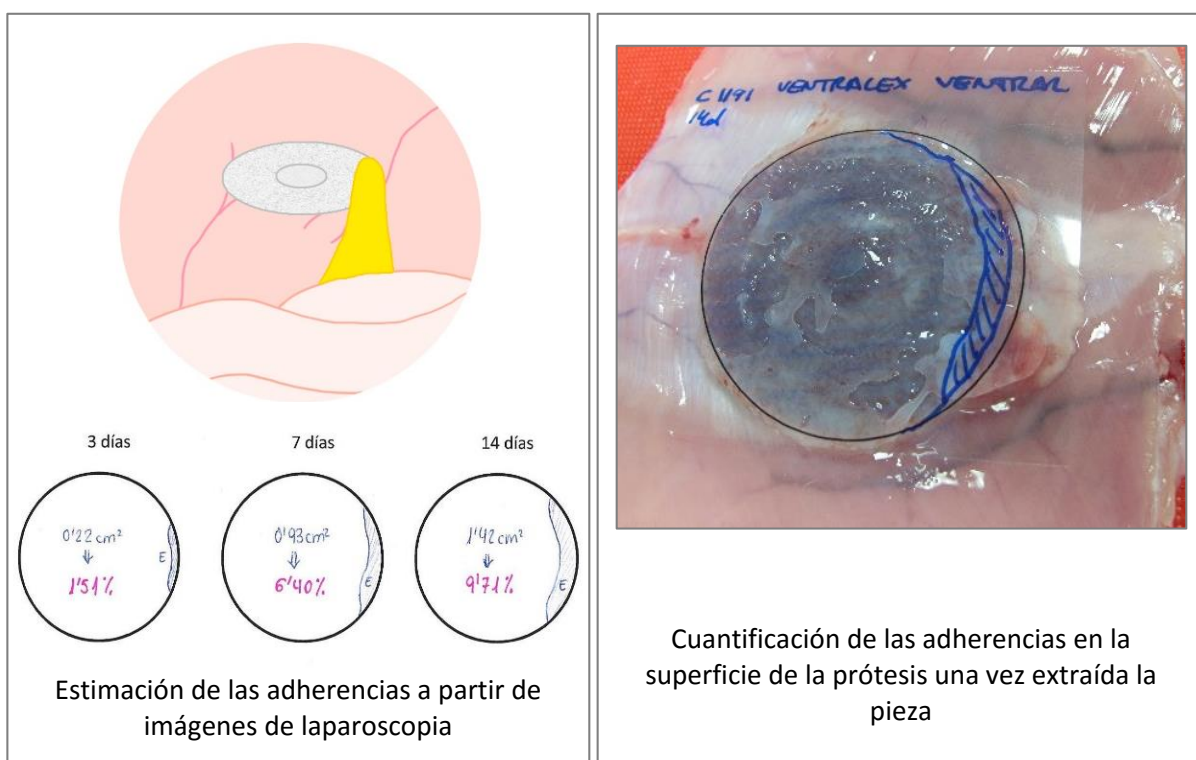 3 días
7 días
14 días
0'22 cm²
1'51%
E
0'93 cm²
6'40%
E
1'42 cm²
9'71%
E
Estimación de las adherencias a partir de
imágenes de laparoscopia
C 1191 VENTRALEX VENTRAL
14d
Cuantificación de las adherencias en la
superficie de la prótesis una vez extraída la
pieza